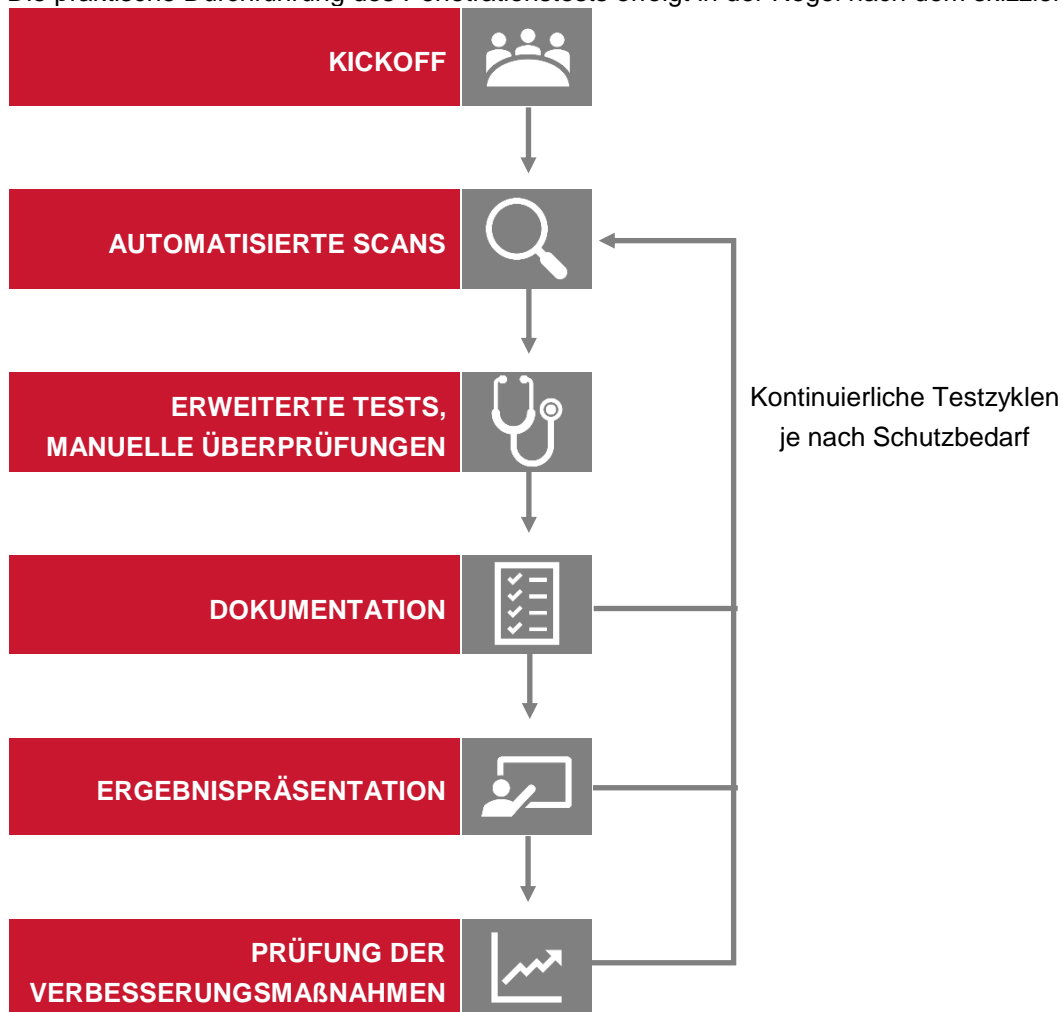 KICKOFF
AUTOMATISIERTE SCANS
ERWEITERTE TESTS,
MANUELLE ÜBERPRÜFUNGEN
Kontinuierliche Testzyklen
je nach Schutzbedarf
DOKUMENTATION
ERGEBNISPRÄSENTATION
PRÜFUNG DER
VERBESSERUNGSMAßNAHMEN